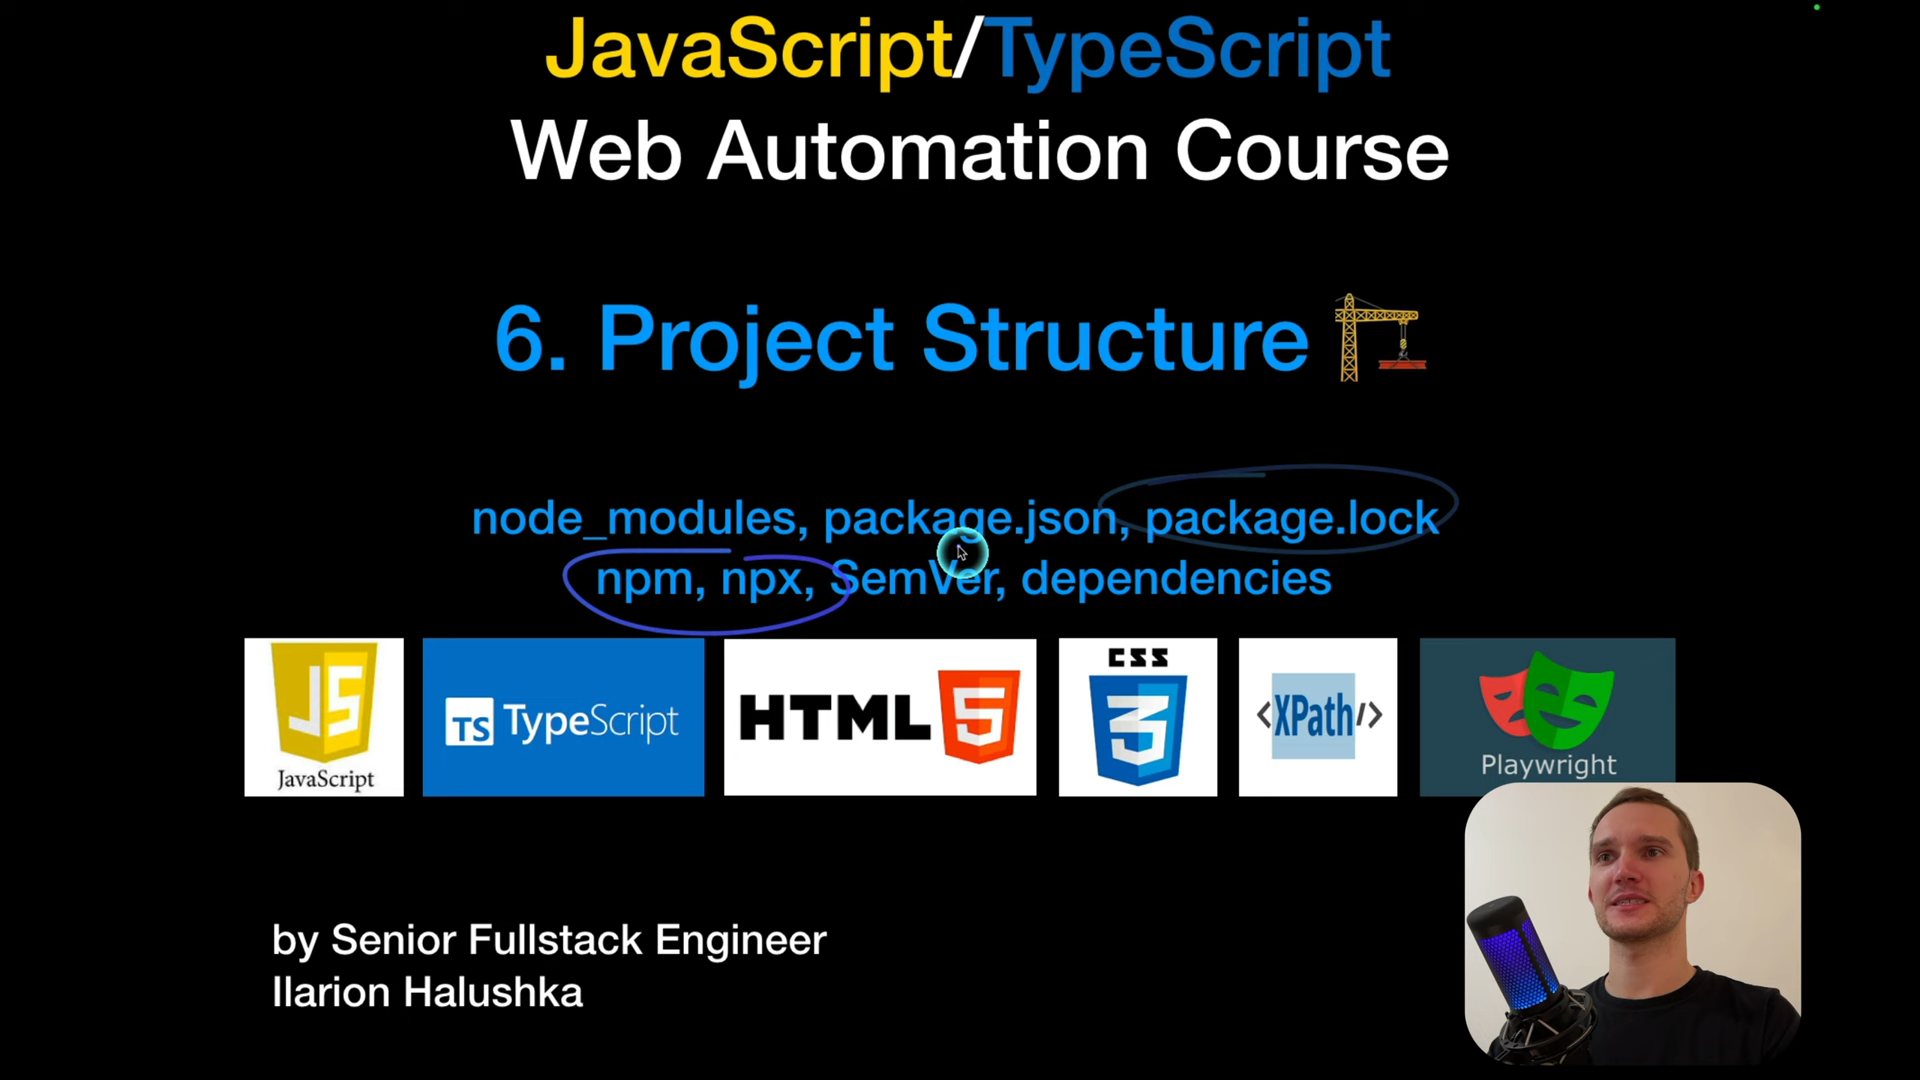 JavaScript/TypeScript
Web Automation Course
6. Project Structure
node_modules, package.json, package.lock
npm, npx, SemVer, dependencies
JS
JavaScript
TS TypeScript
HTML 5
CSS
3
<XPath/>
Playwright
by Senior Fullstack Engineer
Ilarion Halushka